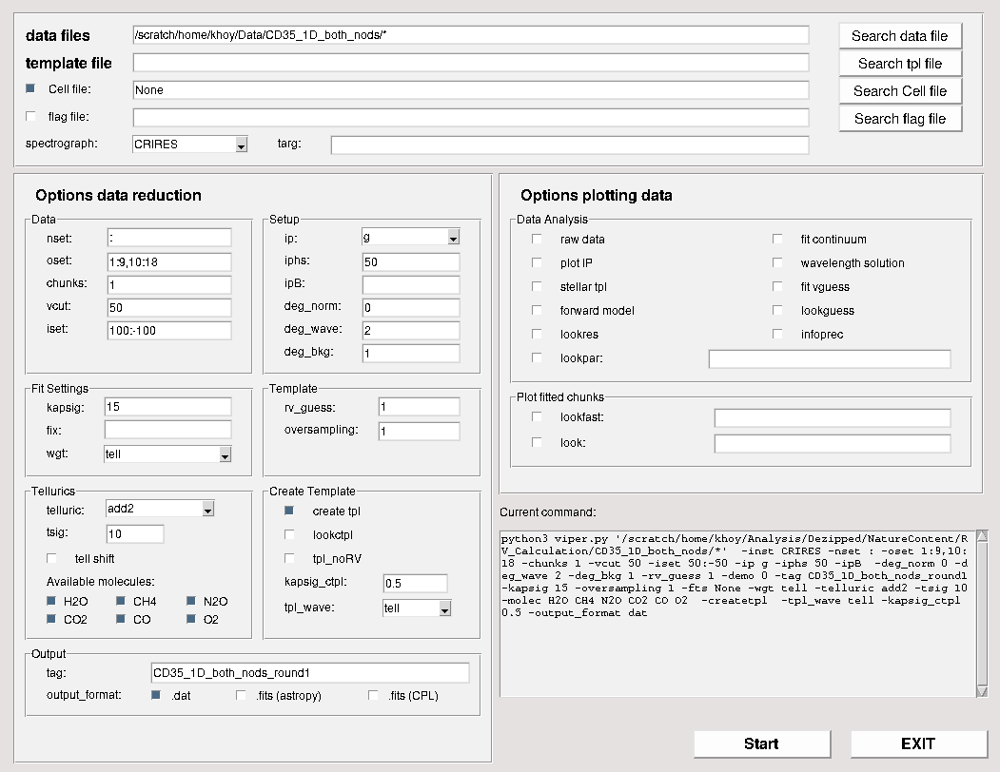 data files /scratch/home/khoy/Data/CD35_1D_both_nods/* Search data file
template file Search tpl file
Cell file: None Search Cell file
flag file: Search flag file
spectrograph: CRIRES targ:
Options data reduction
Data
nset: :
oset: 1:9,10:18
chunks: 1
vcut: 50
iset: 100:-100
Setup
ip: g
iphs: 50
ipB:
deg_norm: 0
deg_wave: 2
deg_bkg: 1
Fit Settings
kapsig: 15
fix:
wgt: tell
Template
rv_guess: 1
oversampling: 1
Tellurics
telluric: add2
tsig: 10
tell shift
Available molecules:
H2O CH4 N2O
CO2 CO O2
Create Template
create tpl
lookctpl
tpl_noRV
kapsig_ctpl: 0.5
tpl_wave: tell
Output
tag: CD35_1D_both_nods_round1
output_format: .dat .fits (astropy) .fits (CPL)
Options plotting data
Data Analysis
raw data fit continuum
plot IP wavelength solution
stellar tpl fit vguess
forward model lookguess
lookres infoprec
lookpar:
Plot fitted chunks
lookfast:
look:
Current command:
python3 viper.py '/scratch/home/khoy/Analysis/Dezipped/NatureContent/R
V_Calculation/CD35_1D_both_nods/*' -inst CRIRES -nset : -oset 1:9,10:
18 -chunks 1 -vcut 50 -iset 50:-50 -ip g -iphs 50 -ipB -deg_norm 0 -d
eg_wave 2 -deg_bkg 1 -rv_guess 1 -demo 0 -tag CD35_1D_both_nods_round1
-kapsig 15 -oversampling 1 -fts None -wgt tell -telluric add2 -tsig 10
-molec H2O CH4 N2O CO2 CO O2 -createtpl -tpl_wave tell -kapsig_ctpl
0.5 -output_format dat
Start EXIT